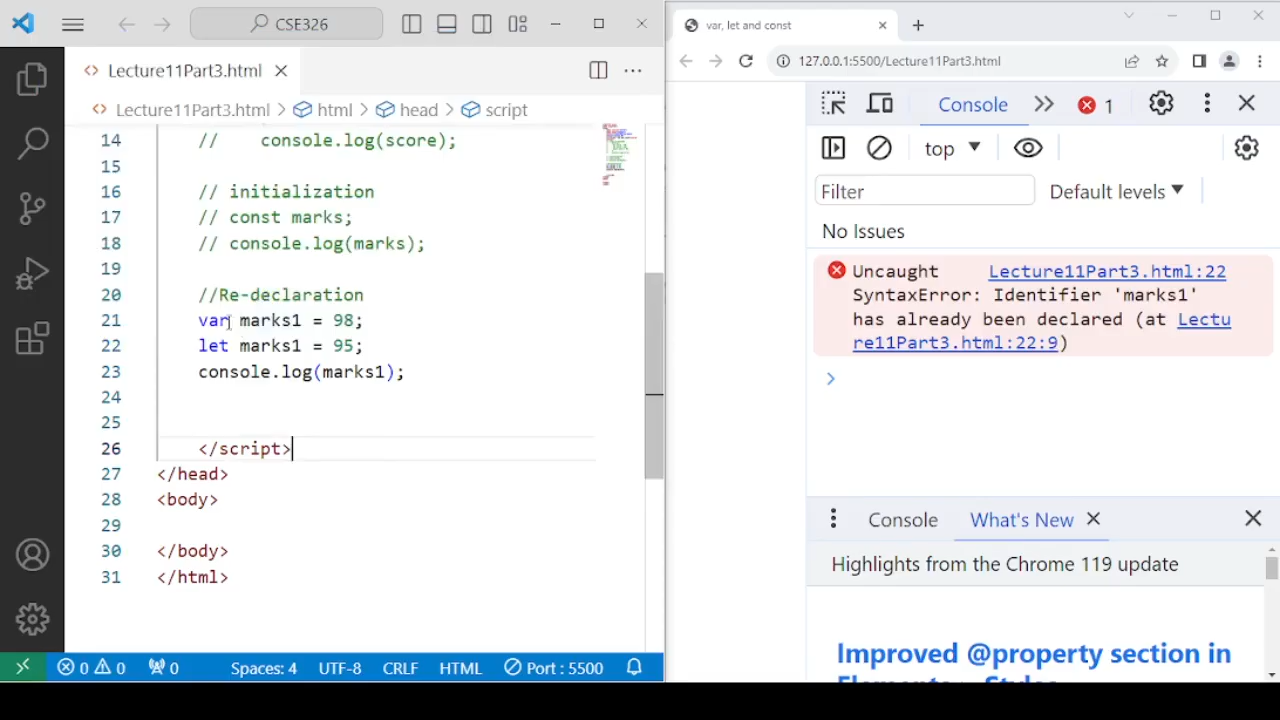 CSE326
Lecture11Part3.html
Lecture11Part3.html > html > head > script
14 //    console.log(score);
15
16 // initialization
17 // const marks;
18 // console.log(marks);
19
20 //Re-declaration
21 var marks1 = 98;
22 let marks1 = 95;
23 console.log(marks1);
24
25
26 </script>
27 </head>
28 <body>
29
30 </body>
31 </html>
0 0 0 Spaces: 4 UTF-8 CRLF HTML Port : 5500
var, let and const
127.0.0.1:5500/Lecture11Part3.html
Console 1
top
Filter Default levels
No Issues
Uncaught Lecture11Part3.html:22
SyntaxError: Identifier 'marks1'
has already been declared (at Lectu
re11Part3.html:22:9)
Console What's New
Highlights from the Chrome 119 update
Improved @property section in
Elements > Styles